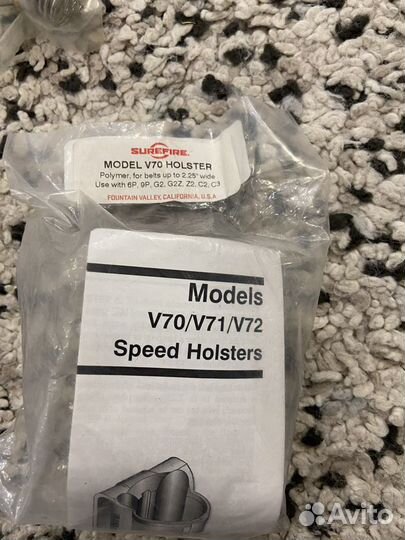 SUREFIRE
MODEL V70 HOLSTER
Polymer, for belts up to 2.25" wide
Use with 6P, 9P, G2, G2Z, Z2, C2, C3
FOUNTAIN VALLEY, CALIFORNIA, U.S.A
Models
V70/V71/V72
Speed Holsters
Avito